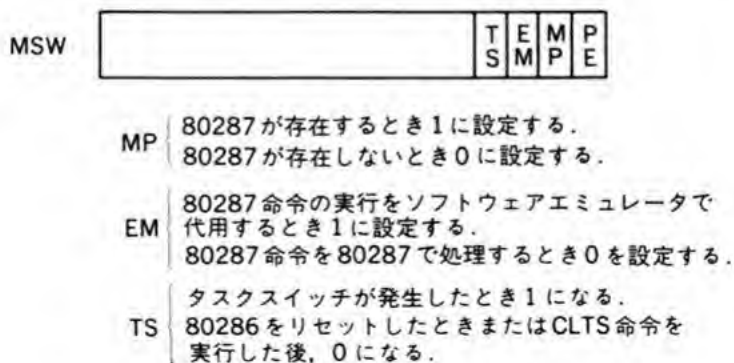 MSW TS EM MP PE
MP 80287が存在するとき1に設定する.
80287が存在しないとき0に設定する.
EM 80287命令の実行をソフトウェアエミュレータで
代用するとき1に設定する.
80287命令を80287で処理するとき0を設定する.
TS タスクスイッチが発生したとき1になる.
80286をリセットしたときまたはCLTS命令を
実行した後, 0になる.